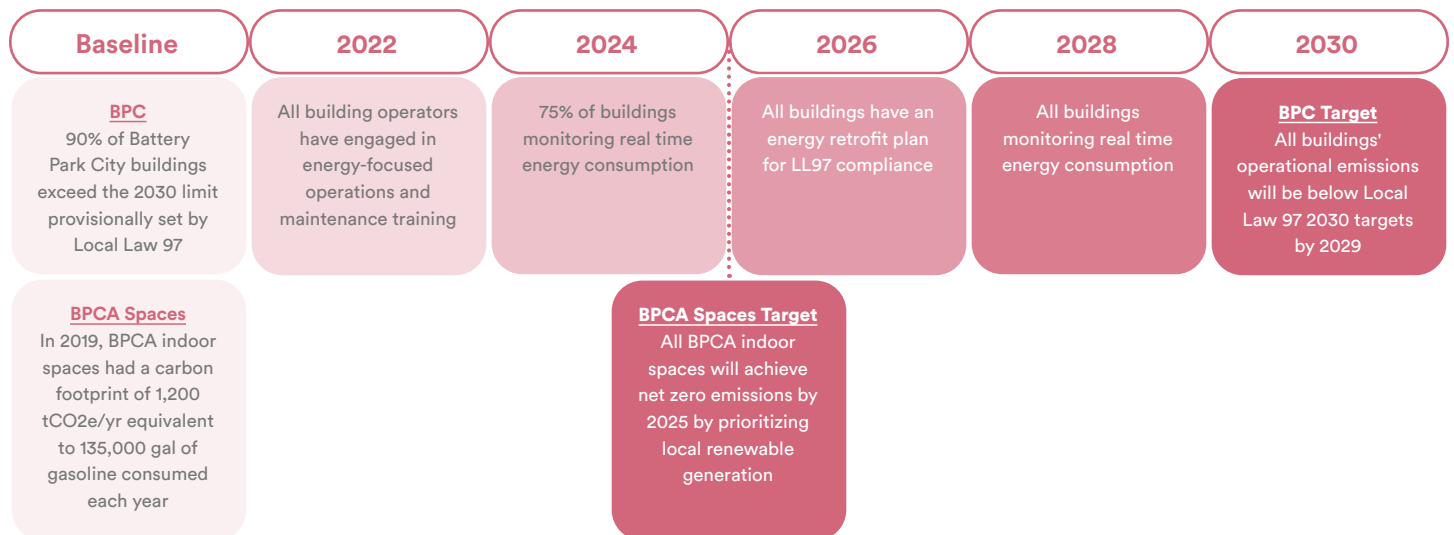 Baseline
2022
2024
2026
2028
2030
BPC
90% of Battery
Park City buildings
exceed the 2030 limit
provisionally set by
Local Law 97
All building operators
have engaged in
energy-focused
operations and
maintenance training
75% of buildings
monitoring real time
energy consumption
All buildings have an
energy retrofit plan
for LL97 compliance
All buildings
monitoring real time
energy consumption
BPC Target
All buildings'
operational emissions
will be below Local
Law 97 2030 targets
by 2029
BPCA Spaces
In 2019, BPCA indoor
spaces had a carbon
footprint of 1,200
tCO2e/yr equivalent
to 135,000 gal of
gasoline consumed
each year
BPCA Spaces Target
All BPCA indoor
spaces will achieve
net zero emissions by
2025 by prioritizing
local renewable
generation